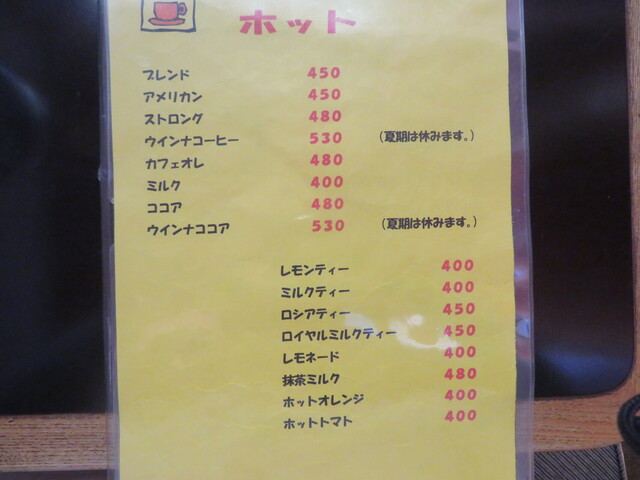 ホット
ブレンド 450
アメリカン 450
ストロング 480
ウインナコーヒー 530 (夏期は休みます。)
カフェオレ 480
ミルク 400
ココア 480
ウインナココア 530 (夏期は休みます。)
レモンティー 400
ミルクティー 400
ロシアティー 450
ロイヤルミルクティー 450
レモネード 400
抹茶ミルク 480
ホットオレンジ 400
ホットトマト 400